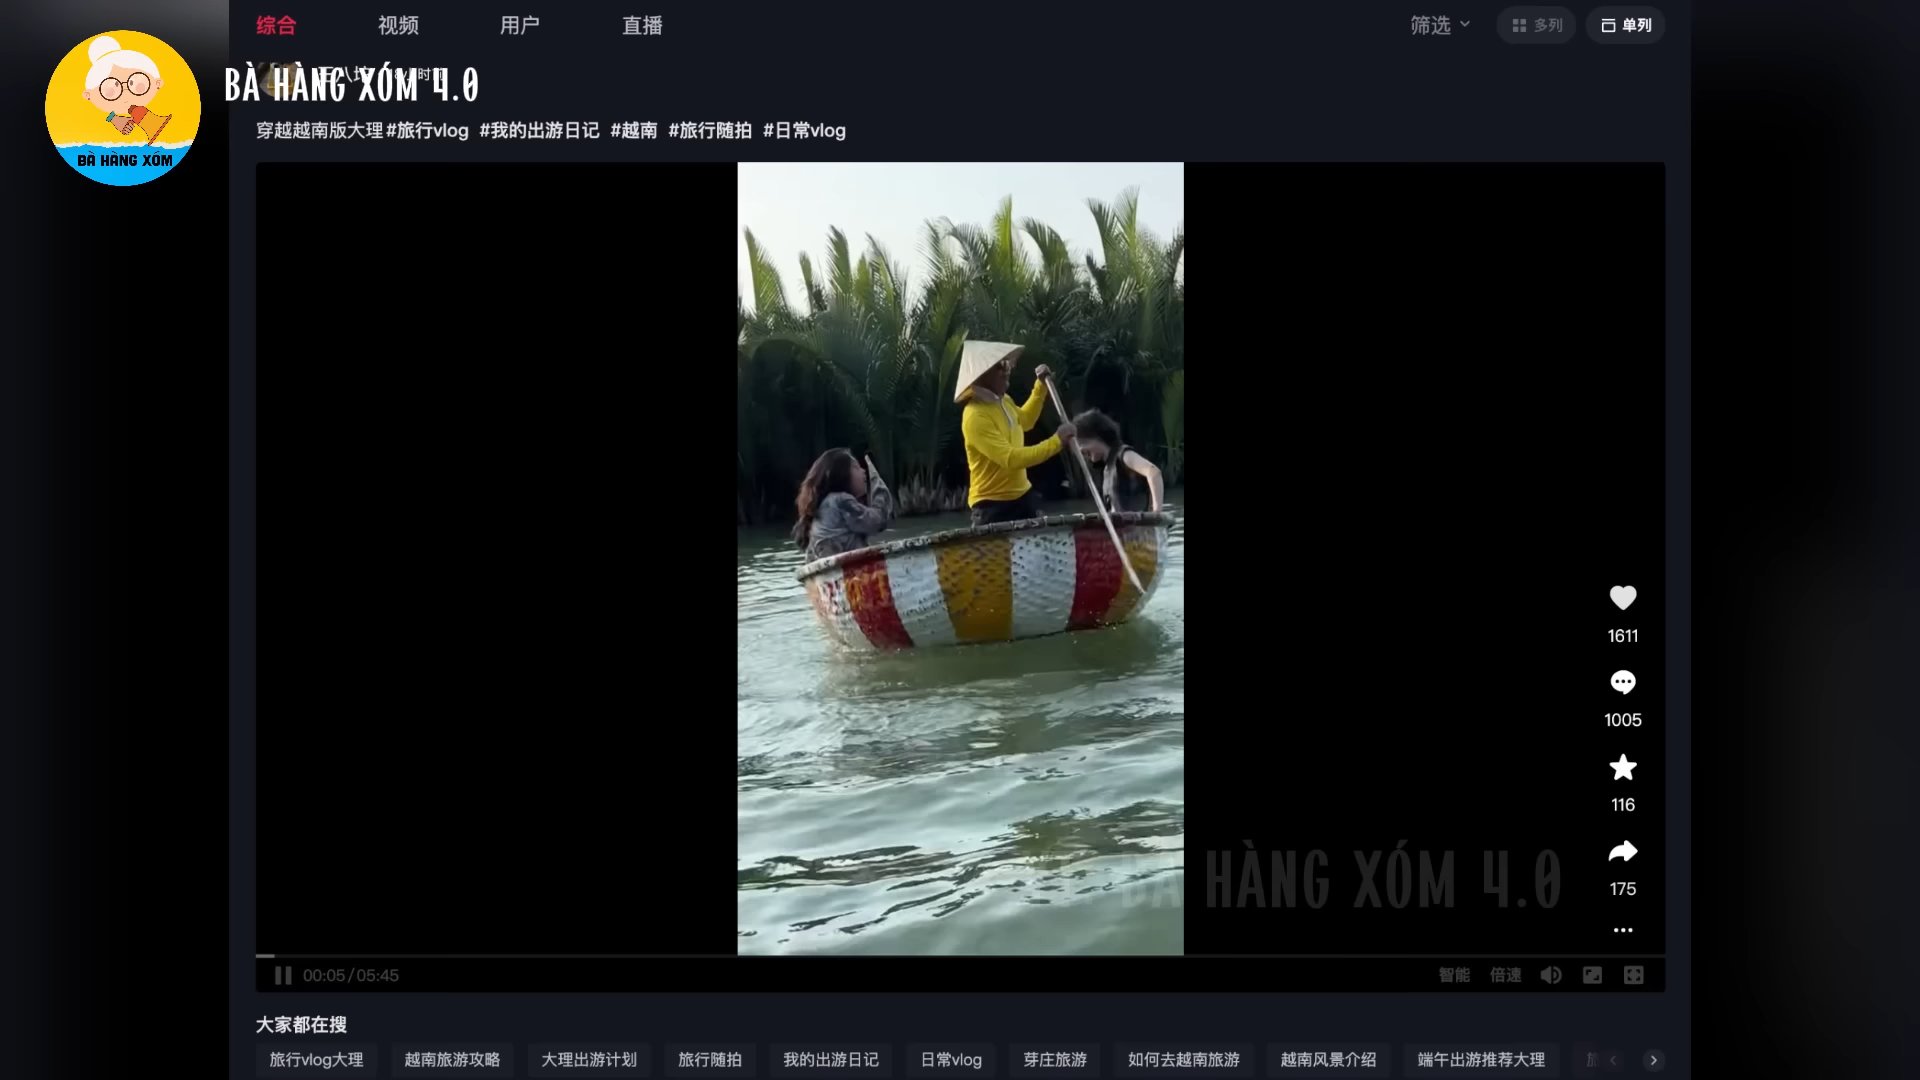 综合 视频 用户 直播 筛选 多列 单列
BÀ HÀNG XÓM 4.0
穿越越南版大理#旅行vlog #我的出游日记 #越南 #旅行随拍 #日常vlog
BÀ HÀNG XÓM
1611
1005
116
BÀ HÀNG XÓM 4.0
175
00:05/05:45 智能 倍速
大家都在搜
旅行vlog大理 越南旅游攻略 大理出游计划 旅行随拍 我的出游日记 日常vlog 芽庄旅游 如何去越南旅游 越南风景介绍 端午出游推荐大理